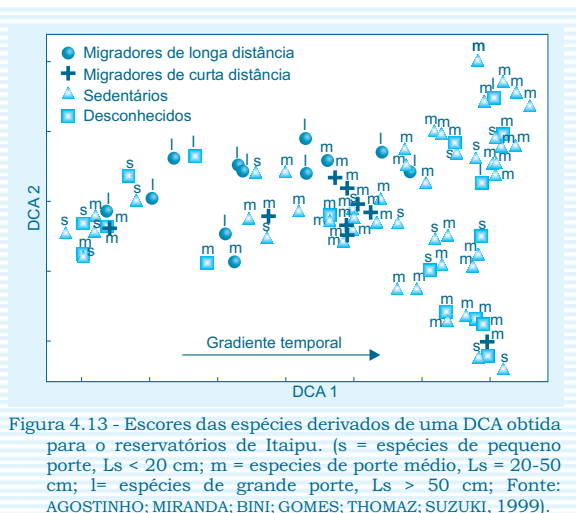 Migradores de longa distância
Migradores de curta distância
Sedentários
Desconhecidos
DCA 2
Gradiente temporal
DCA 1
Figura 4.13 - Escores das espécies derivados de uma DCA obtida
para o reservatórios de Itaipu. (s = espécies de pequeno
porte, Ls < 20 cm; m = especies de porte médio, Ls = 20-50
cm; l= espécies de grande porte, Ls > 50 cm; Fonte:
AGOSTINHO; MIRANDA; BINI; GOMES; THOMAZ; SUZUKI, 1999).